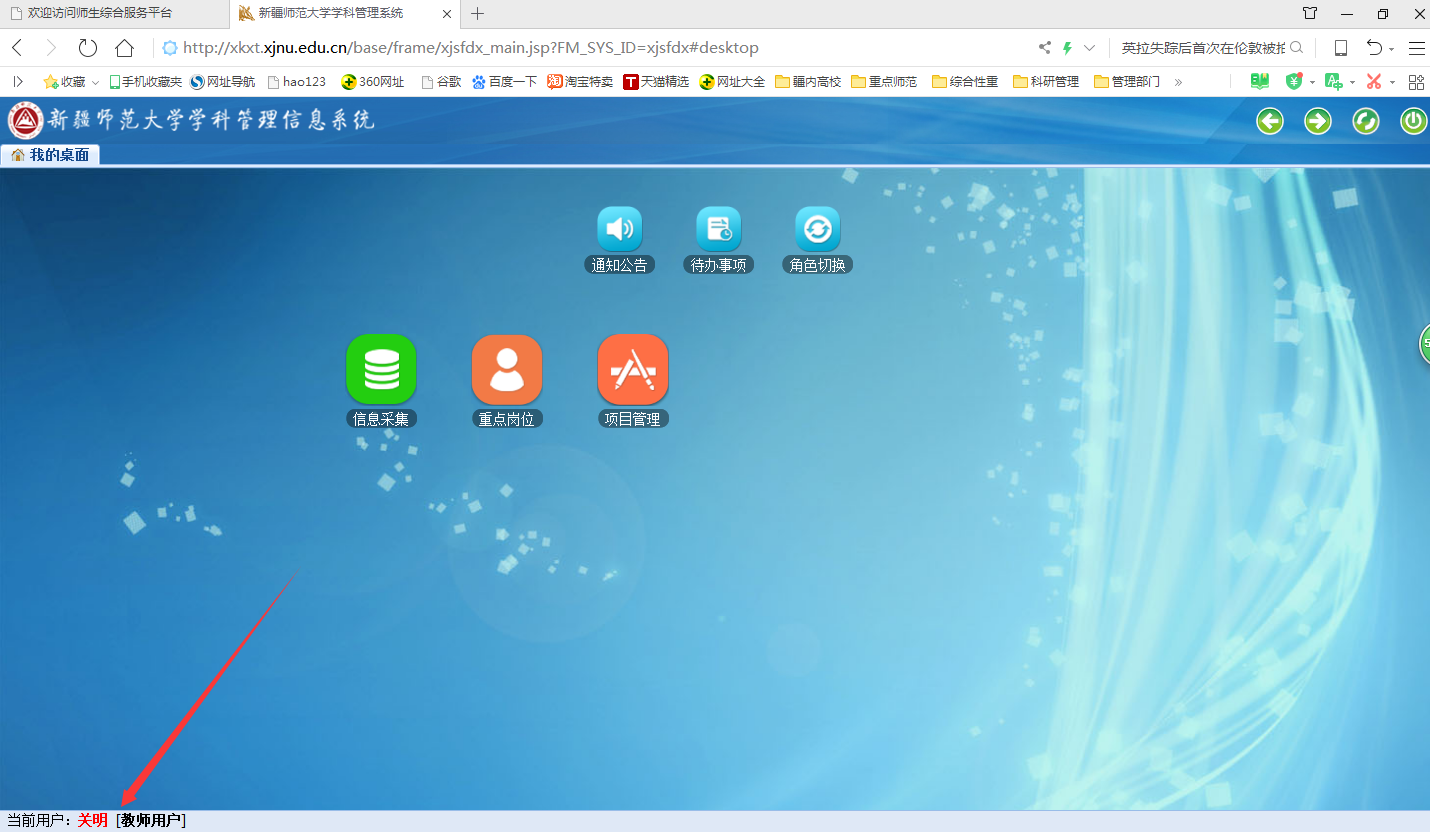 欢迎访问师生综合服务平台 新疆师范大学学科管理系统
http://xkxt.xjnu.edu.cn/base/frame/xjsfdx_main.jsp?FM_SYS_ID=xjsfdx#desktop 英拉失踪后首次在伦敦被
收藏 手机收藏夹 网址导航 hao123 360网址 谷歌 百度一下 淘宝特卖 天猫精选 网址大全 疆内高校 重点师范 综合性重 科研管理 管理部门 »
新疆师范大学学科管理信息系统
我的桌面
通知公告 待办事项 角色切换
信息采集 重点岗位 项目管理
当前用户：关明 [教师用户]